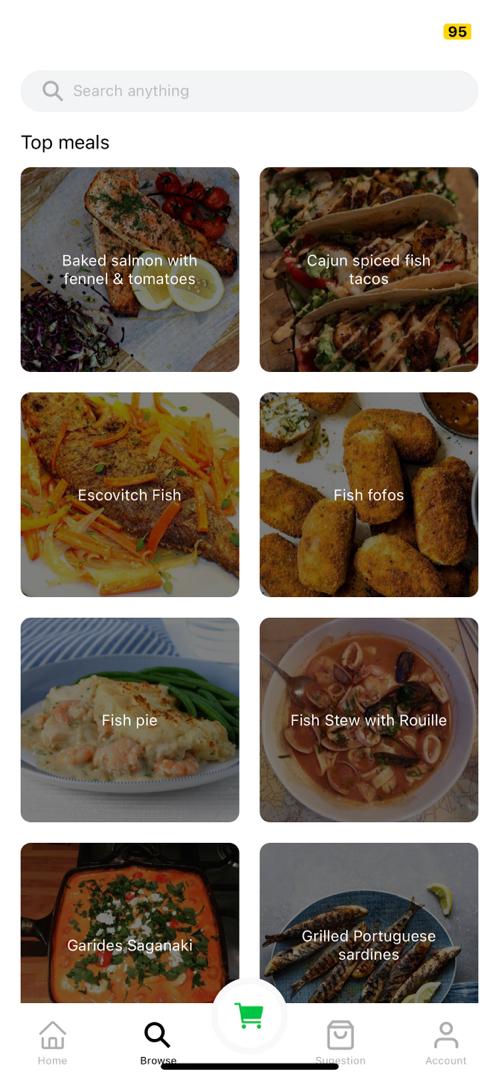 95
Search anything
Top meals
Baked salmon with
fennel & tomatoes
Cajun spiced fish
tacos
Escovitch Fish
Fish fofos
Fish pie
Fish Stew with Rouille
Garides Saganaki
Grilled Portuguese
sardines
Home
Browse
Sugestion
Account